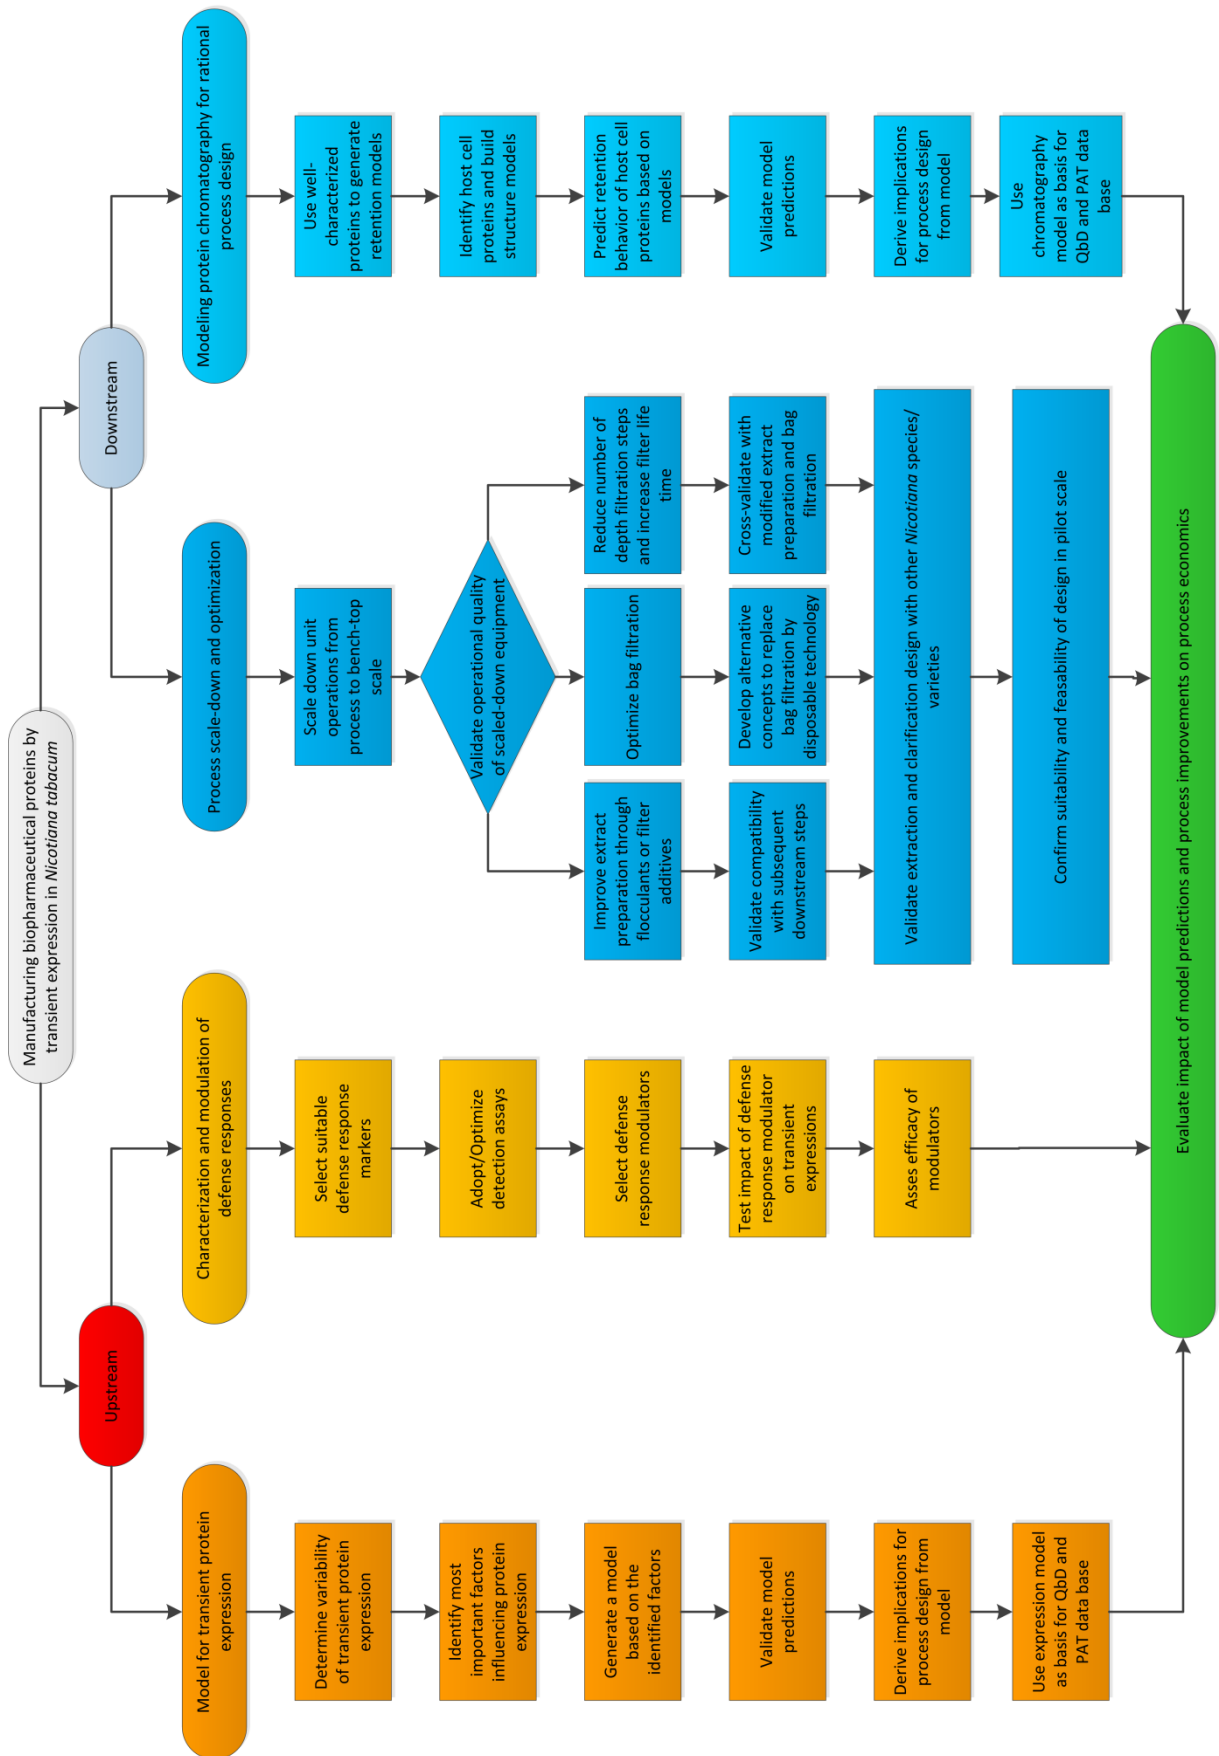 Manufacturing biopharmaceutical proteins by
transient expression in Nicotiana tabacum
Upstream
Downstream
Model for transient protein
expression
Characterization and modulation of
defense responses
Process scale-down and optimization
Modeling protein chromatography for rational
process design
Determine variability
of transient protein
expression
Select suitable
defense response
markers
Scale down unit
operations from
process to bench-top
scale
Use well-
characterized
proteins to generate
retention models
Identify most
important factors
influencing protein
expression
Adopt/Optimize
detection assays
Validate operational quality
of scaled-down equipment
Identify host cell
proteins and build
structure models
Generate a model
based on the
identified factors
Select defense
response modulators
Improve extract
preparation through
flocculants or filter
additives
Optimize bag filtration
Reduce number of
depth filtration steps
and increase filter life
time
Predict retention
behavior of host cell
proteins based on
models
Validate model
predictions
Test impact of defense
response modulator
on transient
expressions
Validate compatibility
with subsequent
downstream steps
Develop alternative
concepts to replace
bag filtration by
disposable technology
Cross-validate with
modified extract
preparation and bag
filtration
Validate model
predictions
Derive implications for
process design from
model
Asses efficacy of
modulators
Validate extraction and clarification design with other Nicotiana species/
varieties
Derive implications
for process design
from model
Use expression model
as basis for QbD and
PAT data base
Confirm suitability and feasability of design in pilot scale
Use
chromatography
model as basis for
QbD and PAT data
base
Evaluate impact of model predictions and process improvements on process economics